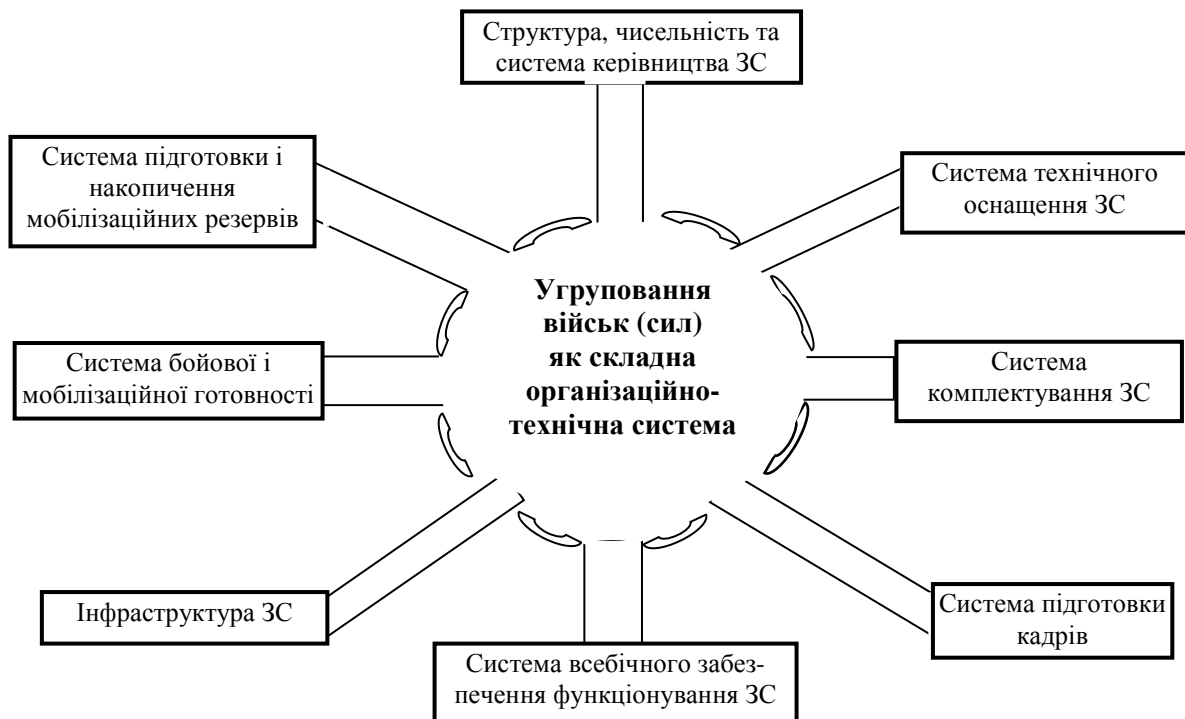 Структура, чисельність та
система керівництва ЗС
Система підготовки і
накопичення
мобілізаційних резервів
Система технічного
оснащення ЗС
Угруповання
військ (сил)
як складна
організаційно-
технічна система
Система бойової і
мобілізаційної готовності
Система
комплектування ЗС
Інфраструктура ЗС
Система підготовки
кадрів
Система всебічного забез-
печення функціонування ЗС